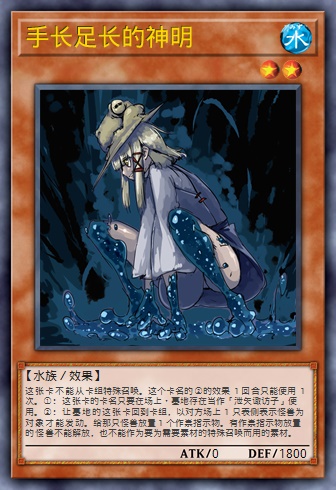 手长足长的神明
水
【水族／效果】
这张卡不能从卡组特殊召唤。这个卡名的②的效果1回合只能使用1
次。①：这张卡的卡名只要在场上·墓地存在当作「泄矢诹访子」使
用。②：让墓地的这张卡回到卡组，以对方场上1只表侧表示怪兽为
对象才能发动。给那只怪兽放置1个作祟指示物。有作祟指示物放置
的怪兽不能解放，也不能作为要为需素材的特殊召唤而用的素材。
ATK/0 DEF/1800